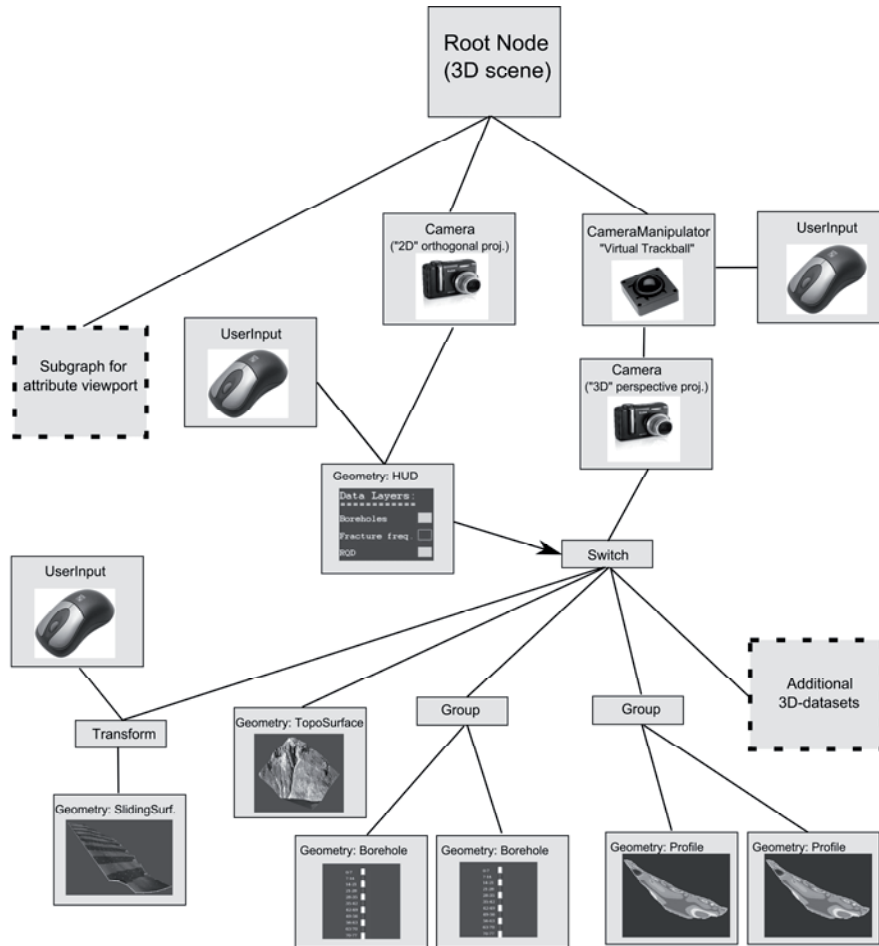 Root Node
(3D scene)
Camera
("2D" orthogonal proj.)
CameraManipulator
"Virtual Trackball"
UserInput
UserInput
Subgraph for
attribute viewport
Camera
("3D" perspective proj.)
Geometry: HUD
Data Layers:
============
Boreholes
Fracture freq.
RQD
Switch
UserInput
Additional
3D-datasets
Transform
Geometry: TopoSurface
Group
Group
Geometry: SlidingSurf.
Geometry: Borehole
Geometry: Borehole
Geometry: Profile
Geometry: Profile